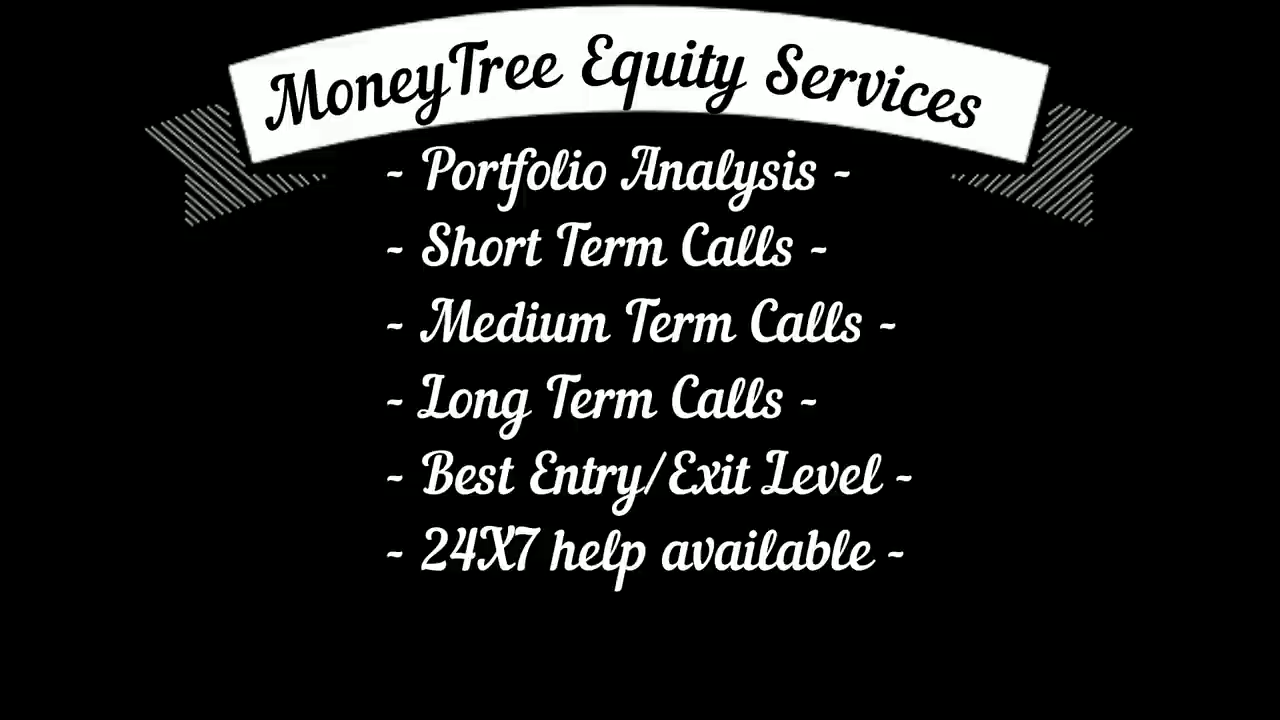 MoneyTree Equity Services
- Portfolio Analysis -
- Short Term Calls -
- Medium Term Calls -
- Long Term Calls -
- Best Entry/Exit Level -
- 24X7 help available -